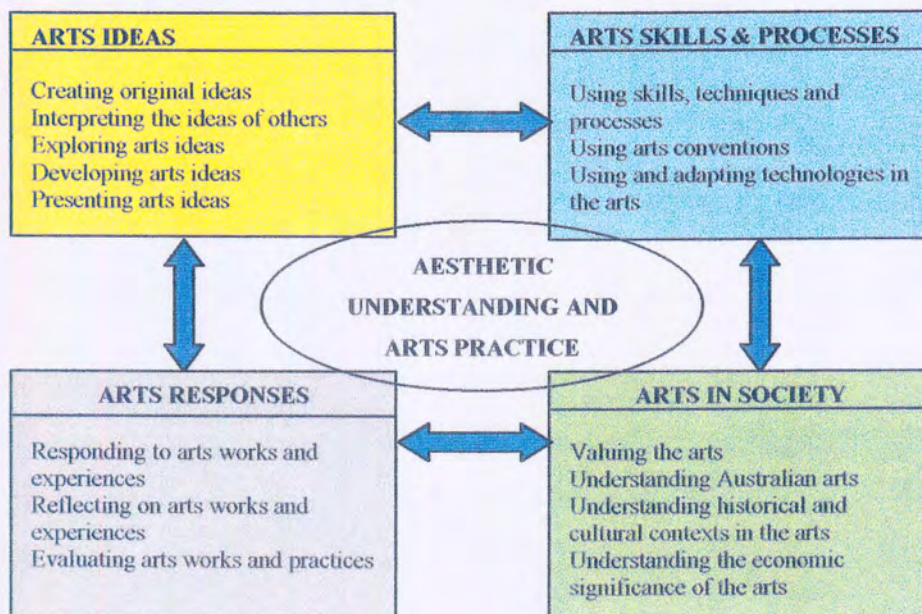 ARTS IDEAS
Creating original ideas
Interpreting the ideas of others
Exploring arts ideas
Developing arts ideas
Presenting arts ideas
ARTS SKILLS & PROCESSES
Using skills, techniques and
processes
Using arts conventions
Using and adapting technologies in
the arts
AESTHETIC
UNDERSTANDING AND
ARTS PRACTICE
ARTS RESPONSES
Responding to arts works and
experiences
Reflecting on arts works and
experiences
Evaluating arts works and practices
ARTS IN SOCIETY
Valuing the arts
Understanding Australian arts
Understanding historical and
cultural contexts in the arts
Understanding the economic
significance of the arts